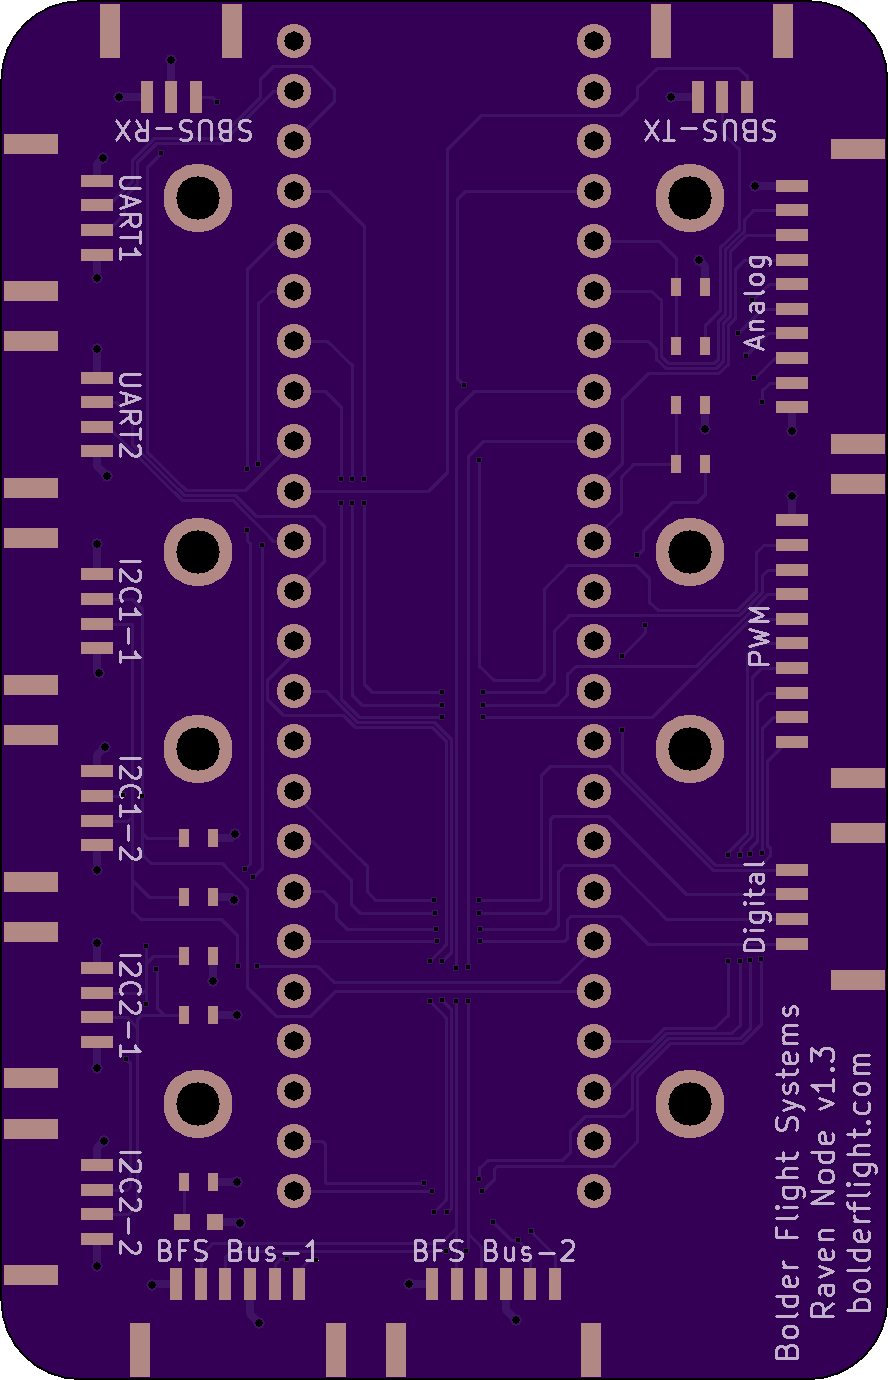 SBUS-RX
SBUS-TX
UART1
Analog
UART2
I2C1-1
PWM
I2C1-2
Digital
I2C2-1
I2C2-2
BFS Bus-1
BFS Bus-2
Bolder Flight Systems
Raven Node v1.3
bolderflight.com